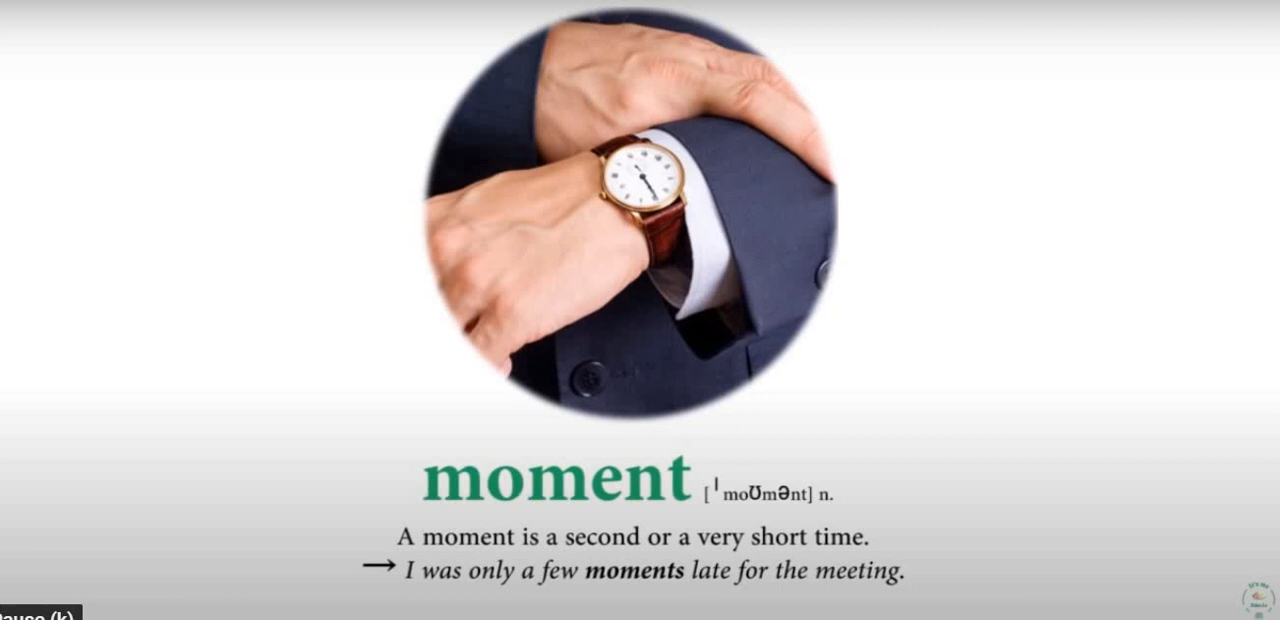 moment [ˈmoʊmənt] n.
A moment is a second or a very short time.
→ I was only a few moments late for the meeting.
(k)